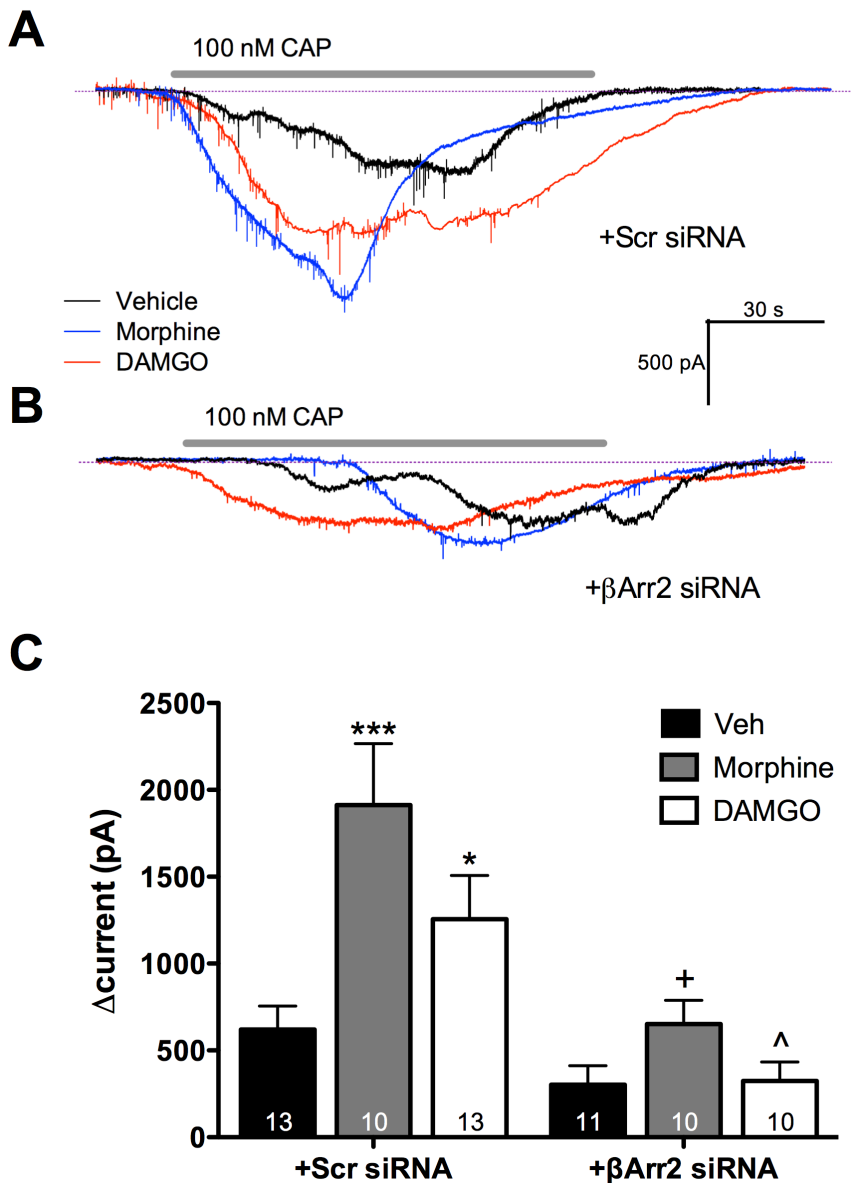 A
100 nM CAP
+Scr siRNA
Vehicle
Morphine
DAMGO
30 s
500 pA
B
100 nM CAP
+βArr2 siRNA
C
2500
2000
1500
1000
500
0
Δcurrent (pA)
***
*
+
^
Veh
Morphine
DAMGO
13
10
13
11
10
10
+Scr siRNA
+βArr2 siRNA